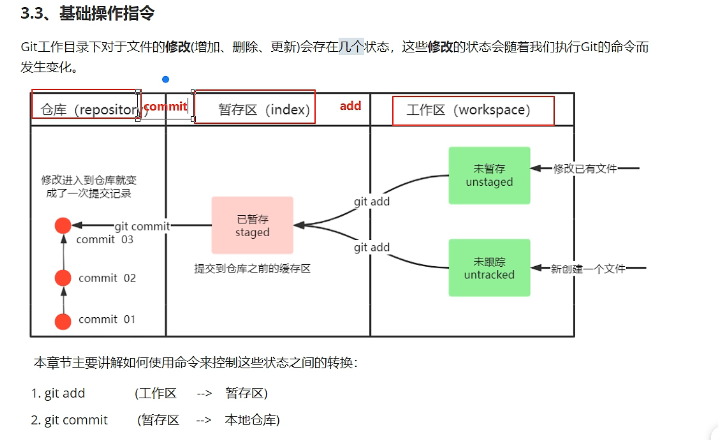 3.3、基础操作指令
Git工作目录下对于文件的修改(增加、删除、更新)会存在几个状态，这些修改的状态会随着我们执行Git的命令而
发生变化。
仓库（repository） commit 暂存区（index） add 工作区（workspace）
未暂存
unstaged
修改已有文件
修改进入到仓库就变
成了一次提交记录
git add
已暂存
staged
git commit
commit 03
git add
未跟踪
untracked
新创建一个文件
提交到仓库之前的缓存区
commit 02
commit 01
本章节主要讲解如何使用命令来控制这些状态之间的转换：
1. git add (工作区 --> 暂存区)
2. git commit (暂存区 --> 本地仓库)